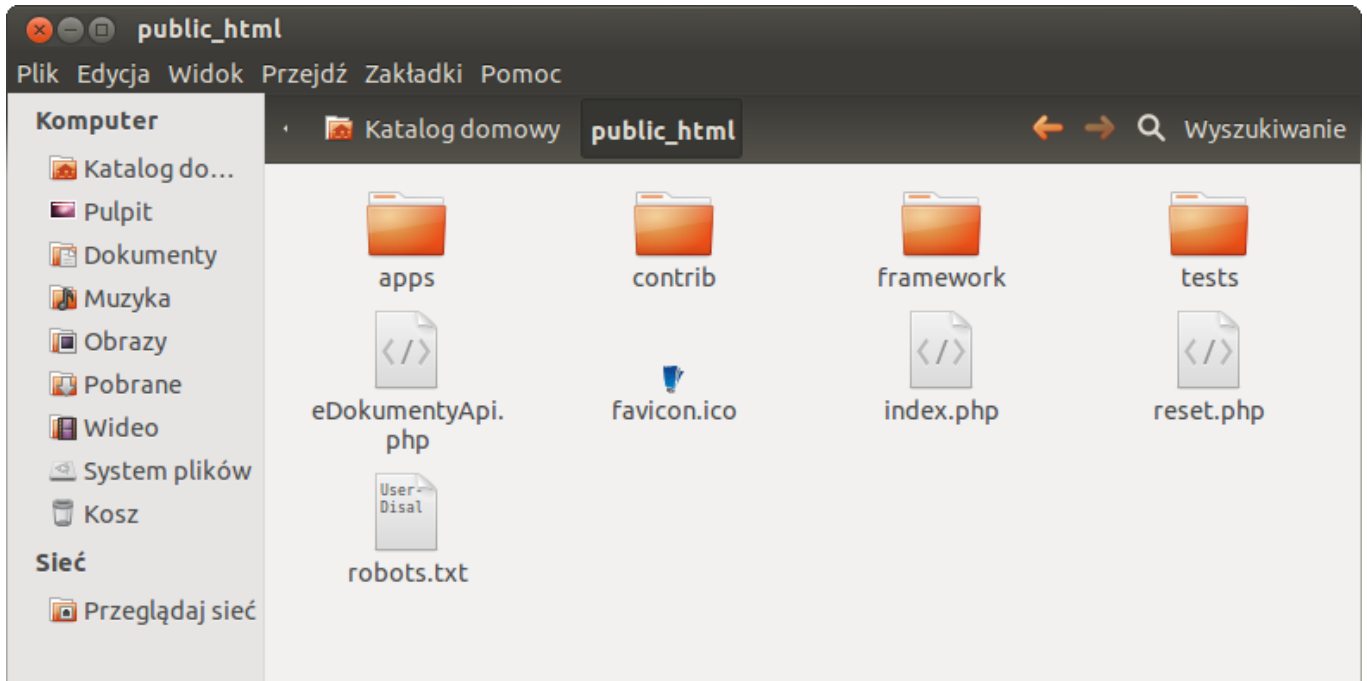 public_html
Plik Edycja Widok Przejdź Zakładki Pomoc
Komputer
Katalog do...
Pulpit
Dokumenty
Muzyka
Obrazy
Pobrane
Wideo
System plików
Kosz
Sieć
Przeglądaj sieć
Katalog domowy public_html Wyszukiwanie
apps contrib framework tests
eDokumentyApi.
php
favicon.ico index.php reset.php
User-
Disal
robots.txt